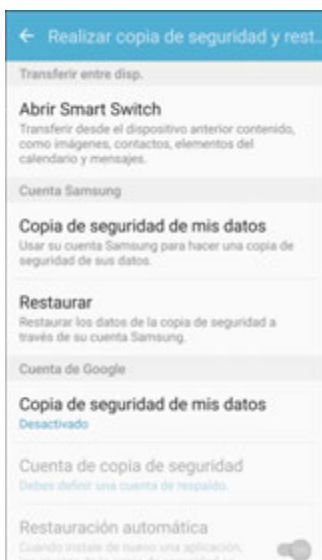 ← Realizar copia de seguridad y rest...
Transferir entre disp.
Abrir Smart Switch
Transferir desde el dispositivo anterior contenido,
como imágenes, contactos, elementos del
calendario y mensajes.
Cuenta Samsung
Copia de seguridad de mis datos
Usar su cuenta Samsung para hacer una copia de
seguridad de sus datos.
Restaurar
Restaurar los datos de la copia de seguridad a
través de su cuenta Samsung.
Cuenta de Google
Copia de seguridad de mis datos
Desactivado
Cuenta de copia de seguridad
Debes definir una cuenta de respaldo.
Restauración automática
Cuando instale de nuevo una aplicación,